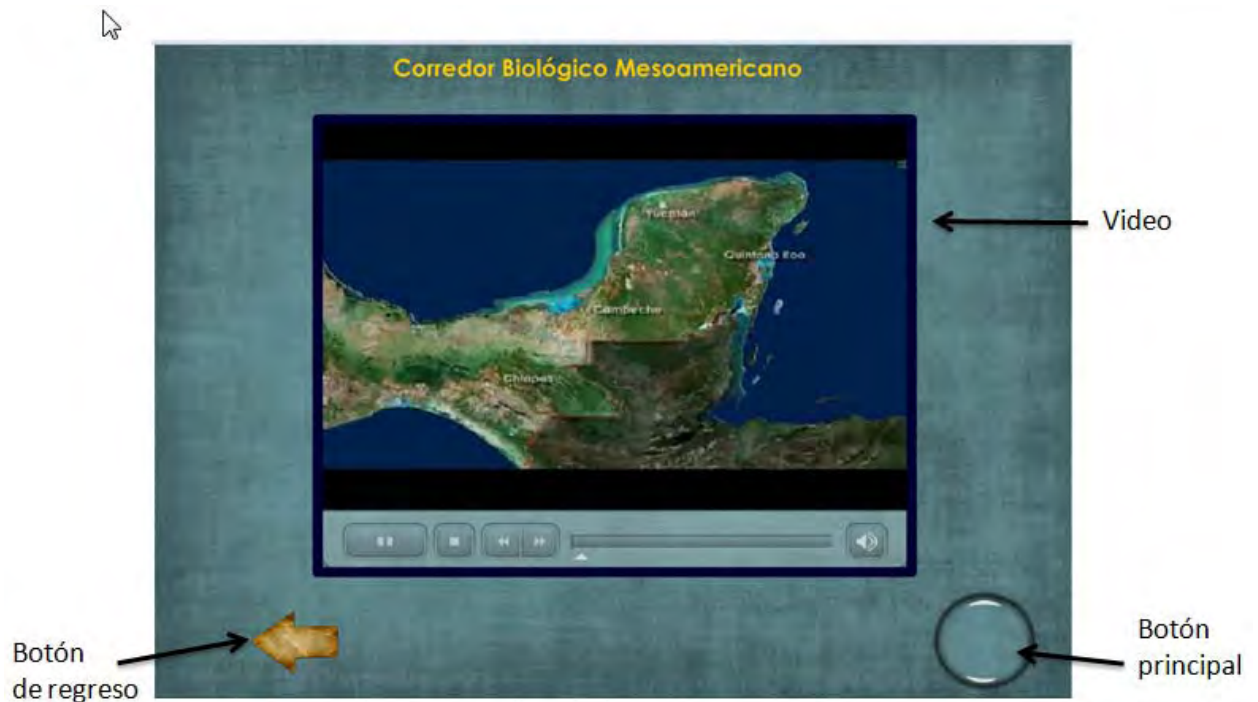 Corredor Biológico Mesoamericano
Yucatán
Quintana Roo
Campeche
Chiapas
Video
Botón
de regreso
Botón
principal